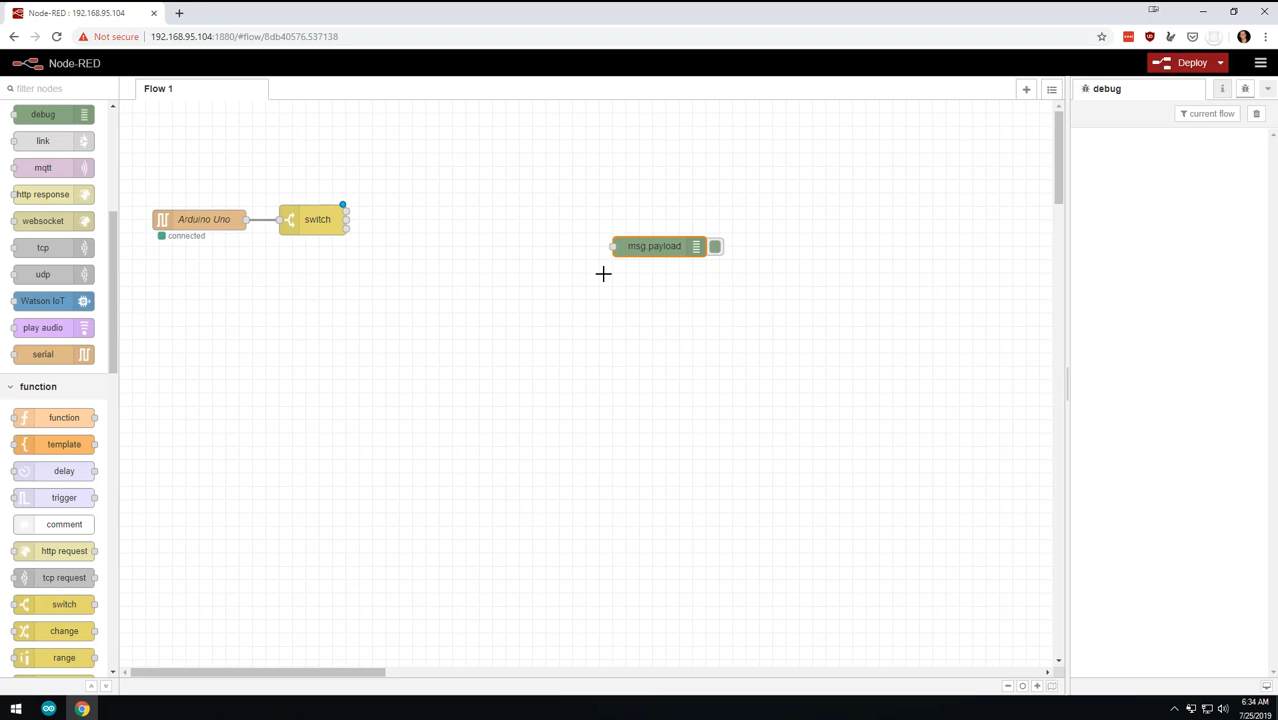 Node-RED : 192.168.95.104
Not secure
192.168.95.104:1880/#flow/8db40576.537138
Node-RED
Deploy
filter nodes
Flow 1
debug
current flow
debug
link
mqtt
http response
websocket
tcp
udp
Watson IoT
play audio
serial
function
function
template
delay
trigger
comment
http request
tcp request
switch
change
range
Arduino Uno
connected
switch
msg.payload
6:34 AM
7/25/2019